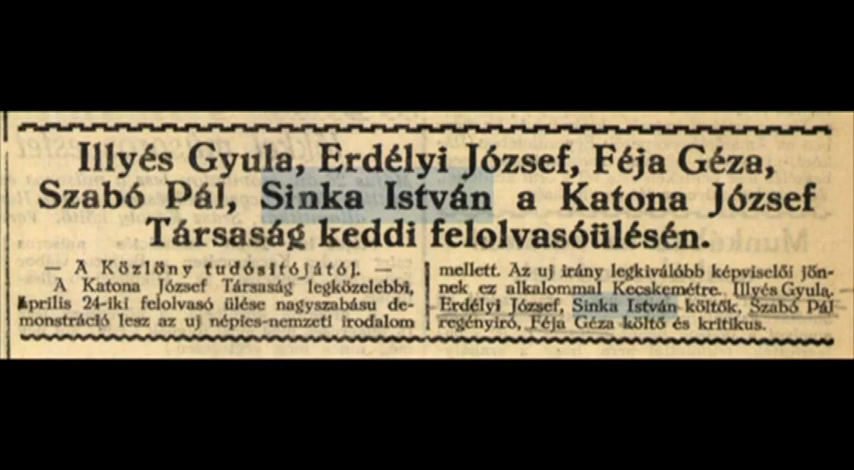 Illyés Gyula, Erdélyi József, Féja Géza,
Szabó Pál, Sinka István a Katona József
Társaság keddi felolvasóülésén.
— A Közlöny tudósítójától. —
A Katona József Társaság legközelebbi,
április 24-iki felolvasó ülése nagyszabásu de-
monstráció lesz az uj népies-nemzeti irodalom
mellett. Az uj irány legkiválóbb képviselői jön-
nek ez alkalommal Kecskemétre. Illyés Gyula,
Erdélyi József, Sinka István költők, Szabó Pál
regényíró, Féja Géza költő és kritikus.